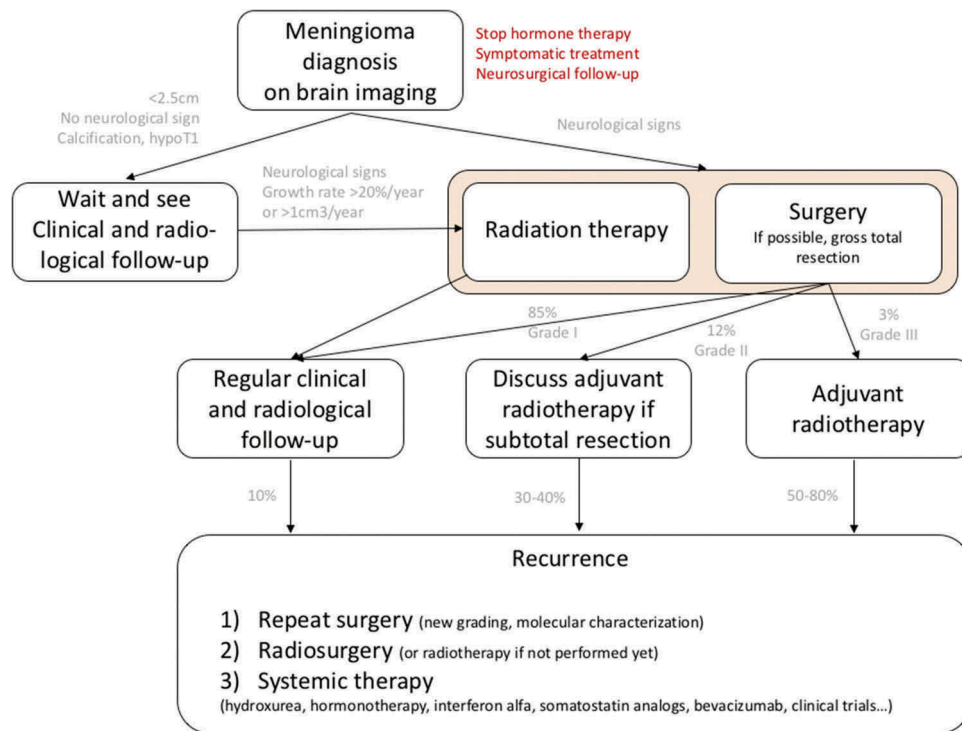 Meningioma
diagnosis
on brain imaging
Stop hormone therapy
Symptomatic treatment
Neurosurgical follow-up
<2.5cm
No neurological sign
Calcification, hypoT1
Neurological signs
Wait and see
Clinical and radio-
logical follow-up
Neurological signs
Growth rate >20%/year
or >1cm3/year
Radiation therapy
Surgery
If possible, gross total
resection
85%
Grade I
12%
Grade II
3%
Grade III
Regular clinical
and radiological
follow-up
Discuss adjuvant
radiotherapy if
subtotal resection
Adjuvant
radiotherapy
10%
30-40%
50-80%
Recurrence
1) Repeat surgery (new grading, molecular characterization)
2) Radiosurgery (or radiotherapy if not performed yet)
3) Systemic therapy
(hydroxurea, hormonotherapy, interferon alfa, somatostatin analogs, bevacizumab, clinical trials...)